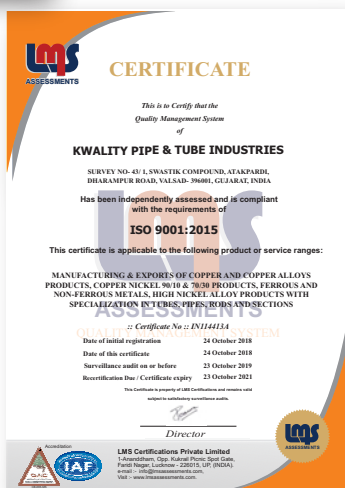 LMS
ASSESSMENTS
CERTIFICATE
This is to Certify that the
Quality Management System
of
KWALITY PIPE & TUBE INDUSTRIES
SURVEY NO- 43/ 1, SWASTIK COMPOUND, ATAKPARDI,
DHARAMPUR ROAD, VALSAD- 396001, GUJARAT, INDIA
Has been independently assessed and is compliant
with the requirements of
ISO 9001:2015
This certificate is applicable to the following product or service ranges:
MANUFACTURING & EXPORTS OF COPPER AND COPPER ALLOYS
PRODUCTS, COPPER NICKEL 90/10 & 70/30 PRODUCTS, FERROUS AND
NON-FERROUS METALS, HIGH NICKEL ALLOY PRODUCTS WITH
SPECIALIZATION IN TUBES, PIPES, RODS AND SECTIONS
ASSESSMENTS
:: Certificate No :: IN114413A
QUALITY MANAGEMENT SYSTEM
Date of initial registration 24 October 2018
Date of this certificate 24 October 2018
Surveillance audit on or before 23 October 2019
Recertification Due / Certificate expiry 23 October 2021
This Certificate is Property of LMS Certifications and remains valid
subject to satisfactory surveillance audits.
Director
LMS
Accreditation
IAF
LMS Certifications Private Limited
1-Ananddham, Opp. Kukrail Picnic Spot Gate,
Faridi Nagar, Lucknow - 226015, UP, (INDIA).
e-mail :- info@lmsassessments.com,
Visit :- www.lmsassessments.com.